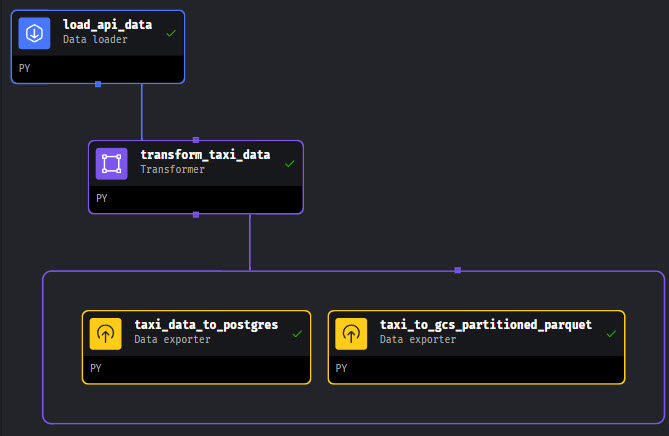 load_api_data
Data loader
PY
transform_taxi_data
Transformer
PY
taxi_data_to_postgres
Data exporter
PY
taxi_to_gcs_partitioned_parquet
Data exporter
PY